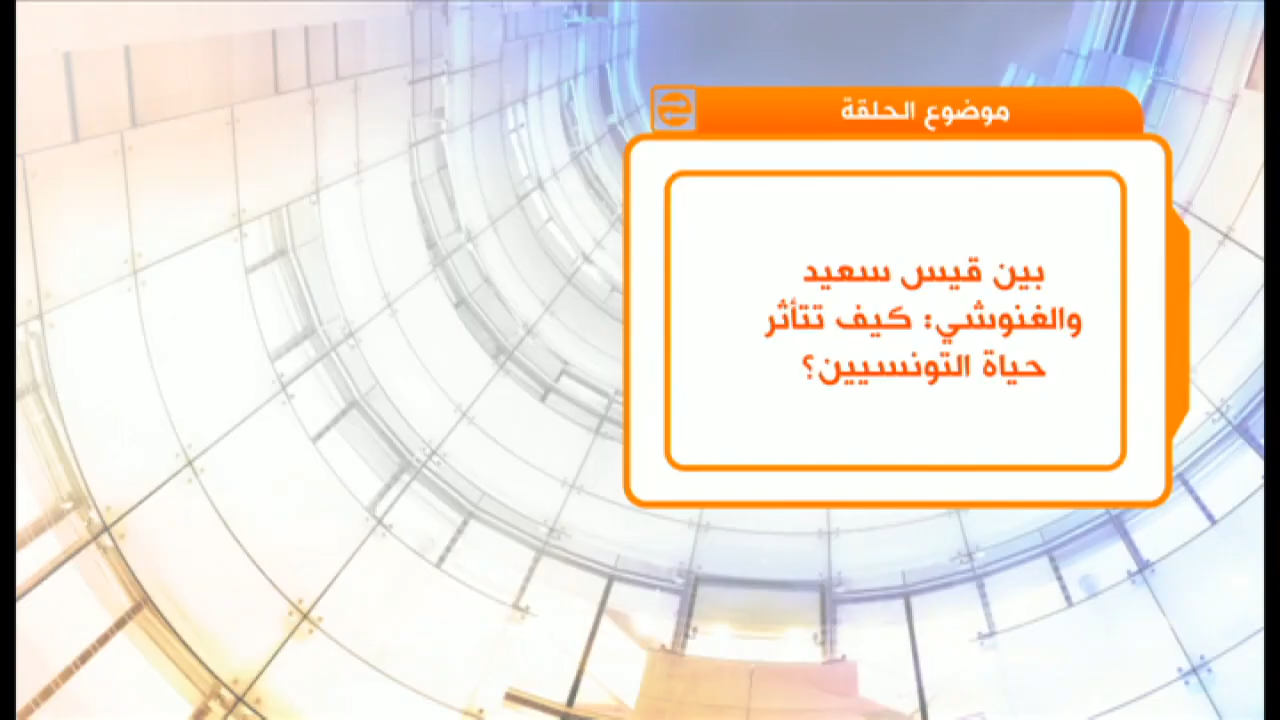 موضوع الحلقة
بين قيس سعيد
والغنوشي: كيف تتأثر
حياة التونسيين؟